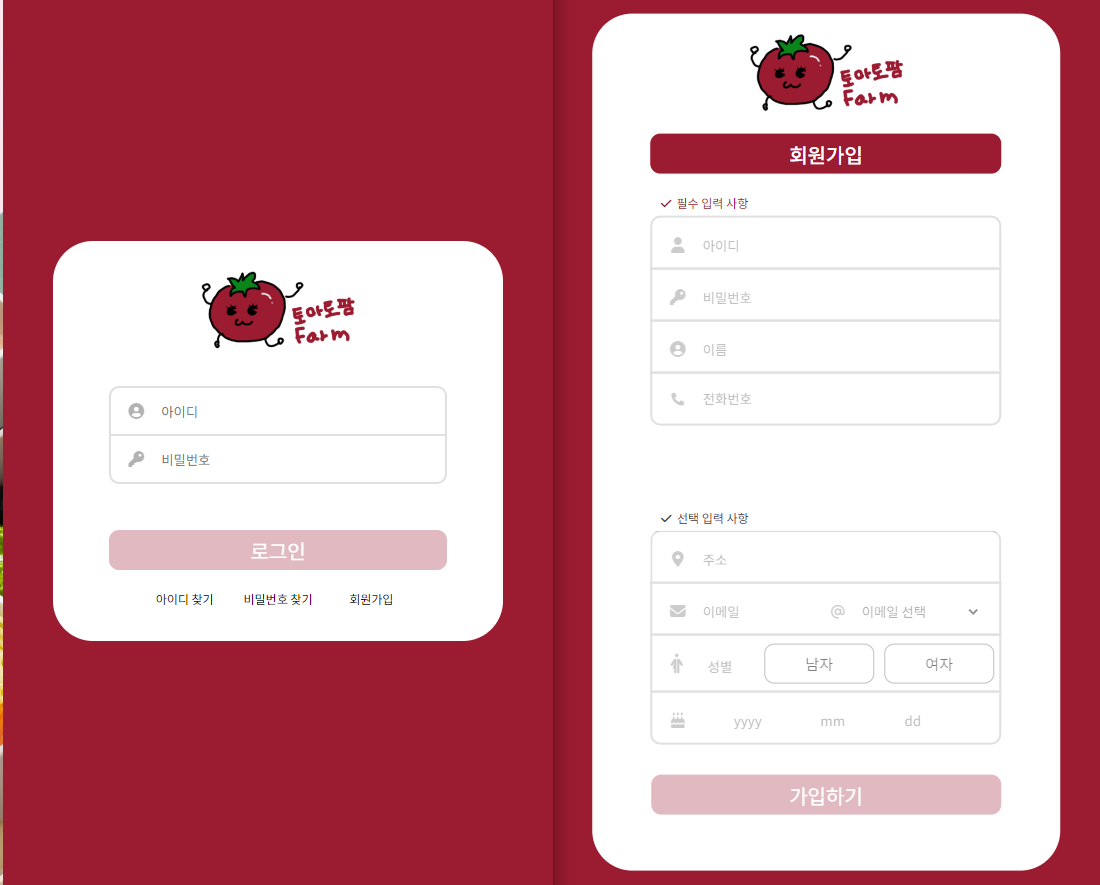 토마토팜
Farm
아이디
비밀번호
로그인
아이디 찾기 비밀번호 찾기 회원가입
토마토팜
Farm
회원가입
필수 입력 사항
아이디
비밀번호
이름
전화번호
선택 입력 사항
주소
이메일 @ 이메일 선택
성별 남자 여자
yyyy mm dd
가입하기